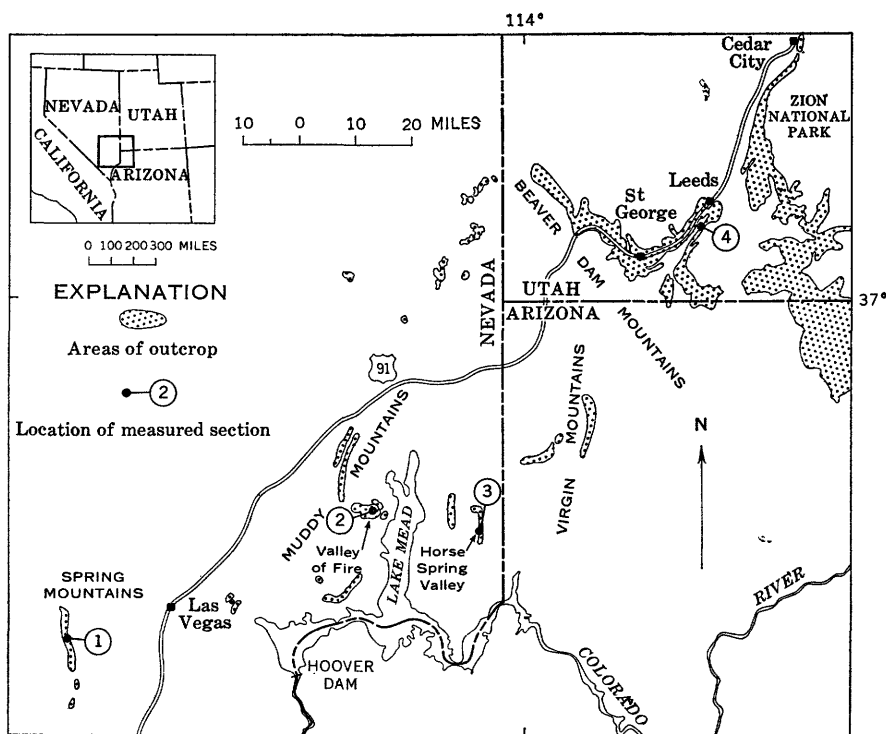 114°
Cedar
City
NEVADA
UTAH
CALIFORNIA
ARIZONA
10 0 10 20 MILES
ZION
NATIONAL
PARK
0 100 200 300 MILES
EXPLANATION
Areas of outcrop
2
Location of measured section
BEAVER
DAM
MOUNTAINS
St
George
Leeds
4
NEVADA
UTAH
ARIZONA
37°
91
MUDDY
MOUNTAINS
VIRGIN
MOUNTAINS
N
2
Valley
of Fire
LAKE MEAD
3
Horse
Spring
Valley
SPRING
MOUNTAINS
1
Las
Vegas
HOOVER
DAM
COLORADO
RIVER